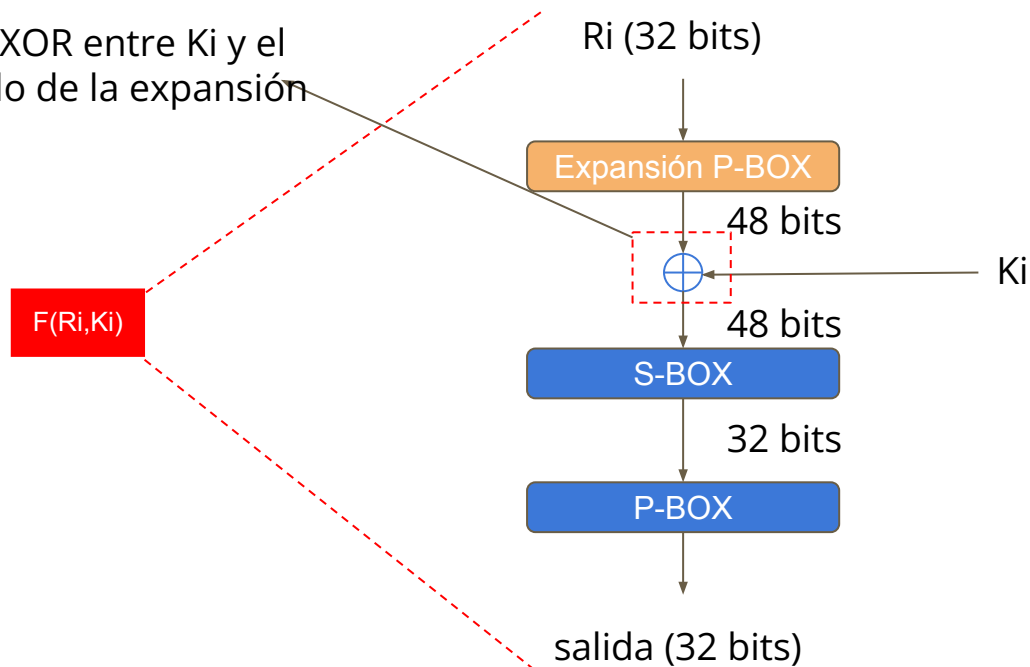 XOR entre Ki y el
de la expansión
Ri (32 bits)
Expansión P-BOX
48 bits
Ki
F(Ri,Ki)
48 bits
S-BOX
32 bits
P-BOX
salida (32 bits)